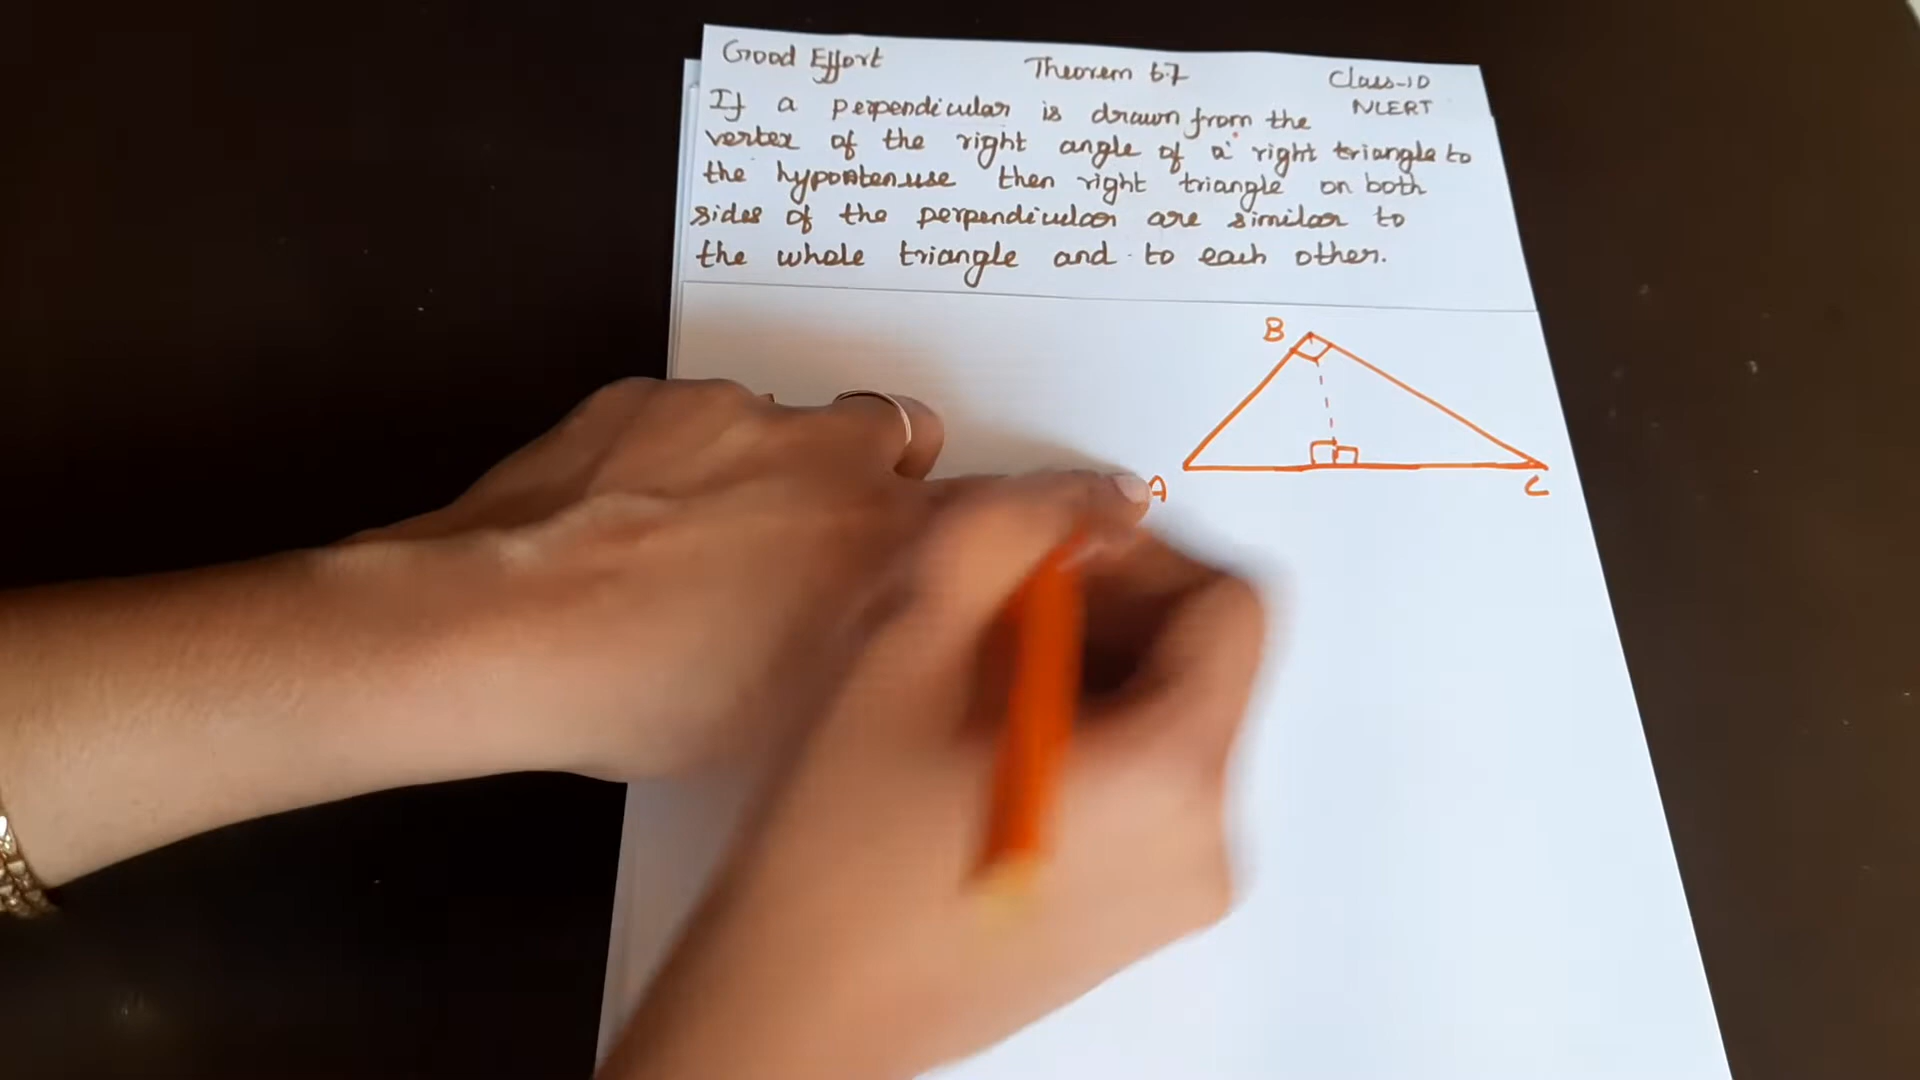 Good Effort Theorem 6.7 Class-10
NCERT
If a perpendicular is drawn from the
vertex of the right angle of a right triangle to
the hypontenuse then right triangle on both
sides of the perpendicular are similar to
the whole triangle and to each other.
B
A
C